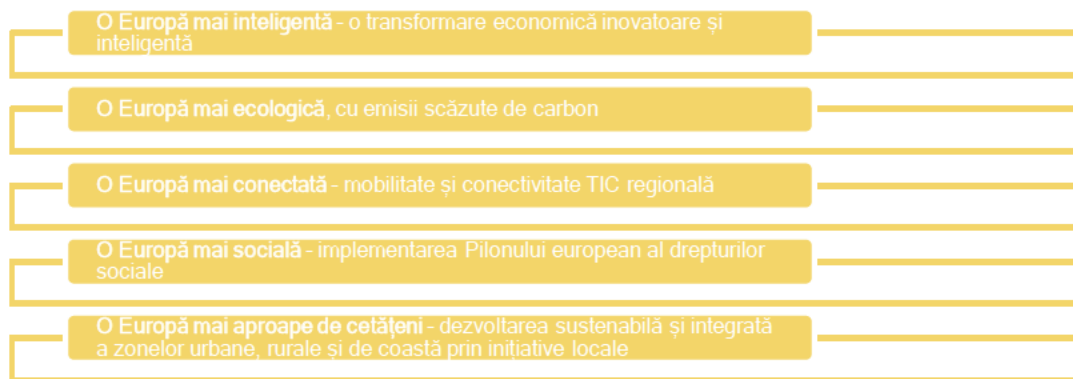 O Europă mai inteligentă - o transformare economică inovatoare și
inteligentă
O Europă mai ecologică, cu emisii scăzute de carbon
O Europă mai conectată - mobilitate și conectivitate TIC regională
O Europă mai socială - implementarea Pilonului european al drepturilor
sociale
O Europă mai aproape de cetățeni - dezvoltarea sustenabilă și integrată
a zonelor urbane, rurale și de coastă prin inițiative locale